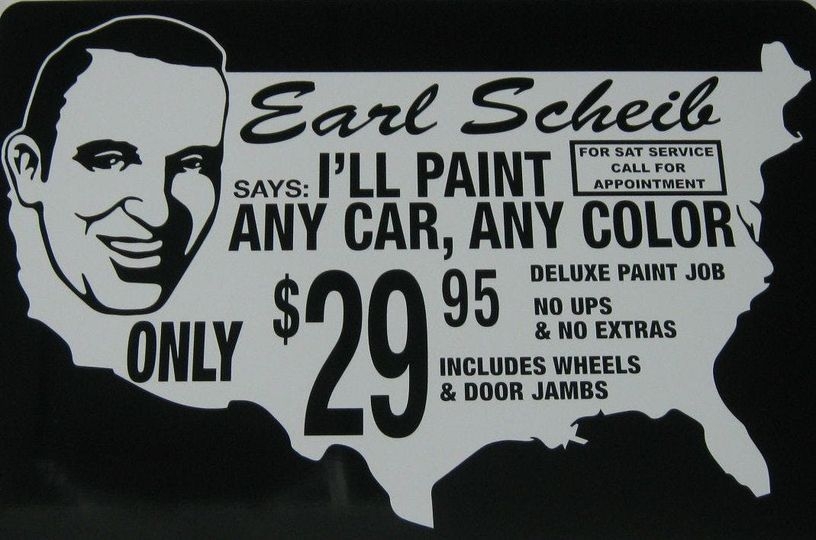 Earl Scheib
SAYS: I'LL PAINT
FOR SAT SERVICE
CALL FOR
APPOINTMENT
ANY CAR, ANY COLOR
ONLY $29 95
DELUXE PAINT JOB
NO UPS
& NO EXTRAS
INCLUDES WHEELS
& DOOR JAMBS